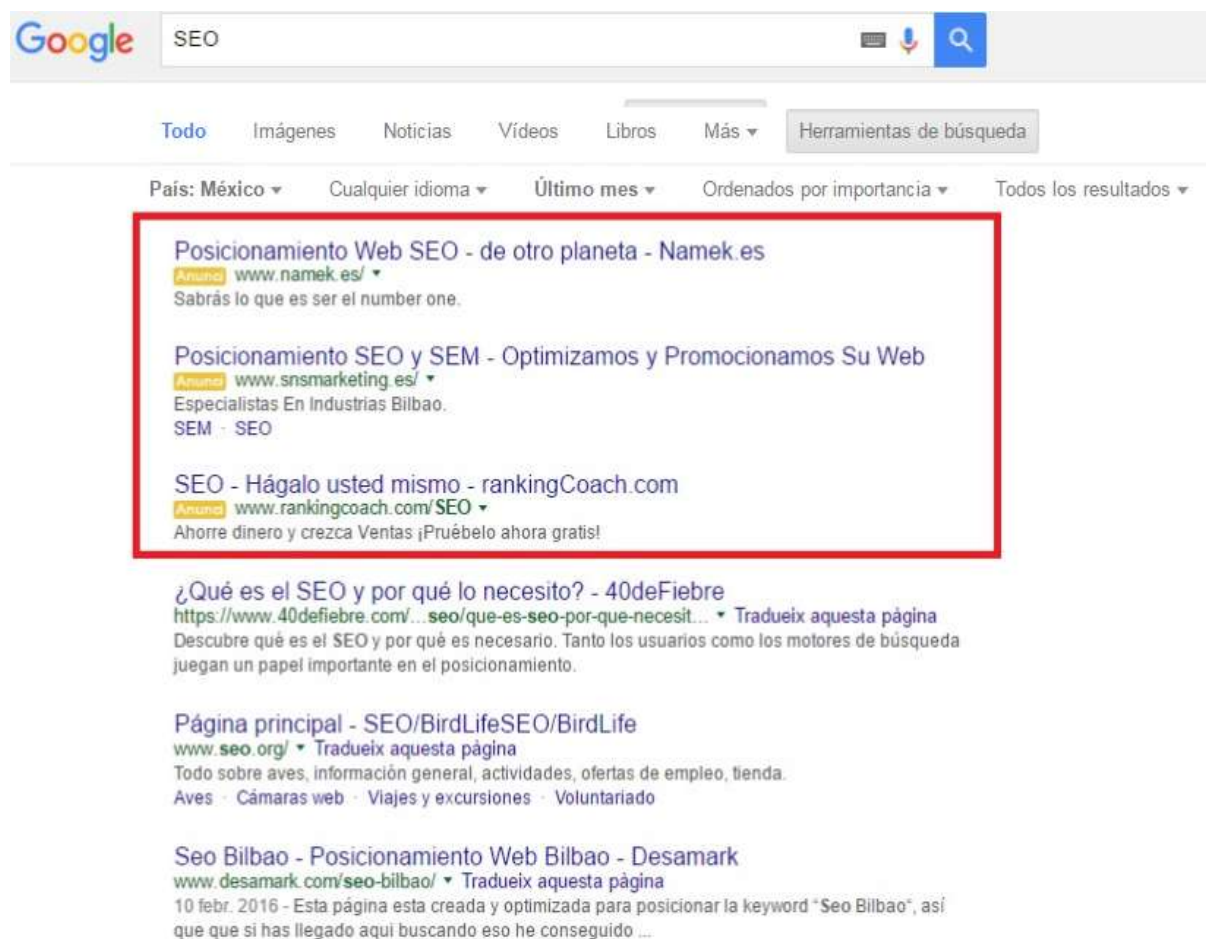 Google SEO
Todo Imágenes Noticias Vídeos Libros Más Herramientas de búsqueda
País: México Cualquier idioma Último mes Ordenados por importancia Todos los resultados
Posicionamiento Web SEO - de otro planeta - Namek.es
Anunci www.namek.es/
Sabrás lo que es ser el number one.
Posicionamiento SEO y SEM - Optimizamos y Promocionamos Su Web
Anunci www.snsmarketing.es/
Especialistas En Industrias Bilbao.
SEM · SEO
SEO - Hágalo usted mismo - rankingCoach.com
Anunci www.rankingcoach.com/SEO
Ahorre dinero y crezca Ventas ¡Pruébelo ahora gratis!
¿Qué es el SEO y por qué lo necesito? - 40deFiebre
https://www.40defiebre.com/...seo/que-es-seo-por-que-necesit... Tradueix aquesta pàgina
Descubre qué es el SEO y por qué es necesario. Tanto los usuarios como los motores de búsqueda
juegan un papel importante en el posicionamiento.
Página principal - SEO/BirdLifeSEO/BirdLife
www.seo.org/ Tradueix aquesta pàgina
Todo sobre aves, información general, actividades, ofertas de empleo, tienda.
Aves · Cámaras web · Viajes y excursiones · Voluntariado
Seo Bilbao - Posicionamiento Web Bilbao - Desamark
www.desamark.com/seo-bilbao/ Tradueix aquesta pàgina
10 febr. 2016 - Esta página esta creada y optimizada para posicionar la keyword "Seo Bilbao", así
que que si has llegado aqui buscando eso he conseguido ...